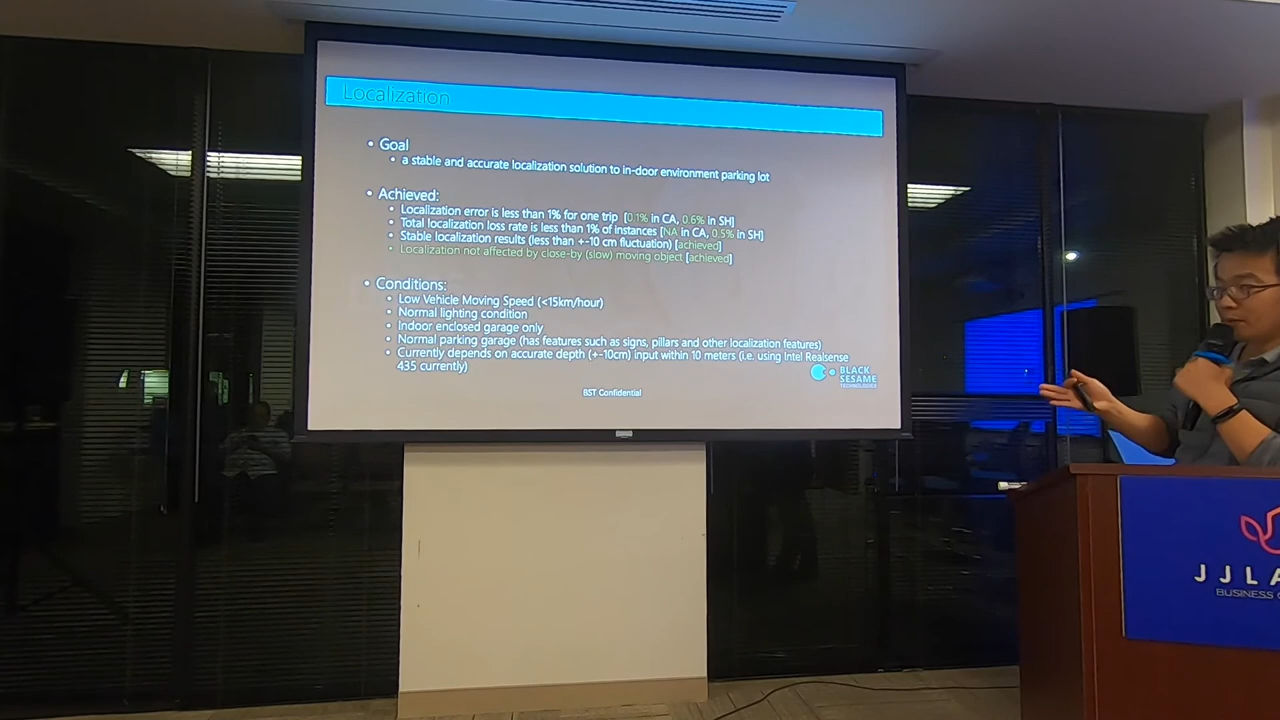 Localization
• Goal
• a stable and accurate localization solution to in-door environment parking lot
• Achieved:
• Localization error is less than 1% for one trip [0.1% in CA, 0.6% in SH]
• Total localization loss rate is less than 1% of instances [NA in CA, 0.5% in SH]
• Stable localization results (less than +-10 cm fluctuation) [achieved]
• Localization not affected by close-by (slow) moving object [achieved]
• Conditions:
• Low Vehicle Moving Speed (<15km/hour)
• Normal lighting condition
• Indoor enclosed garage only
• Normal parking garage (has features such as signs, pillars and other localization features)
• Currently depends on accurate depth (+-10cm) input within 10 meters (i.e. using Intel Realsense
435 currently)
BLACK
SESAME
TECHNOLOGIES
BST Confidential
JJLA
BUSINESS